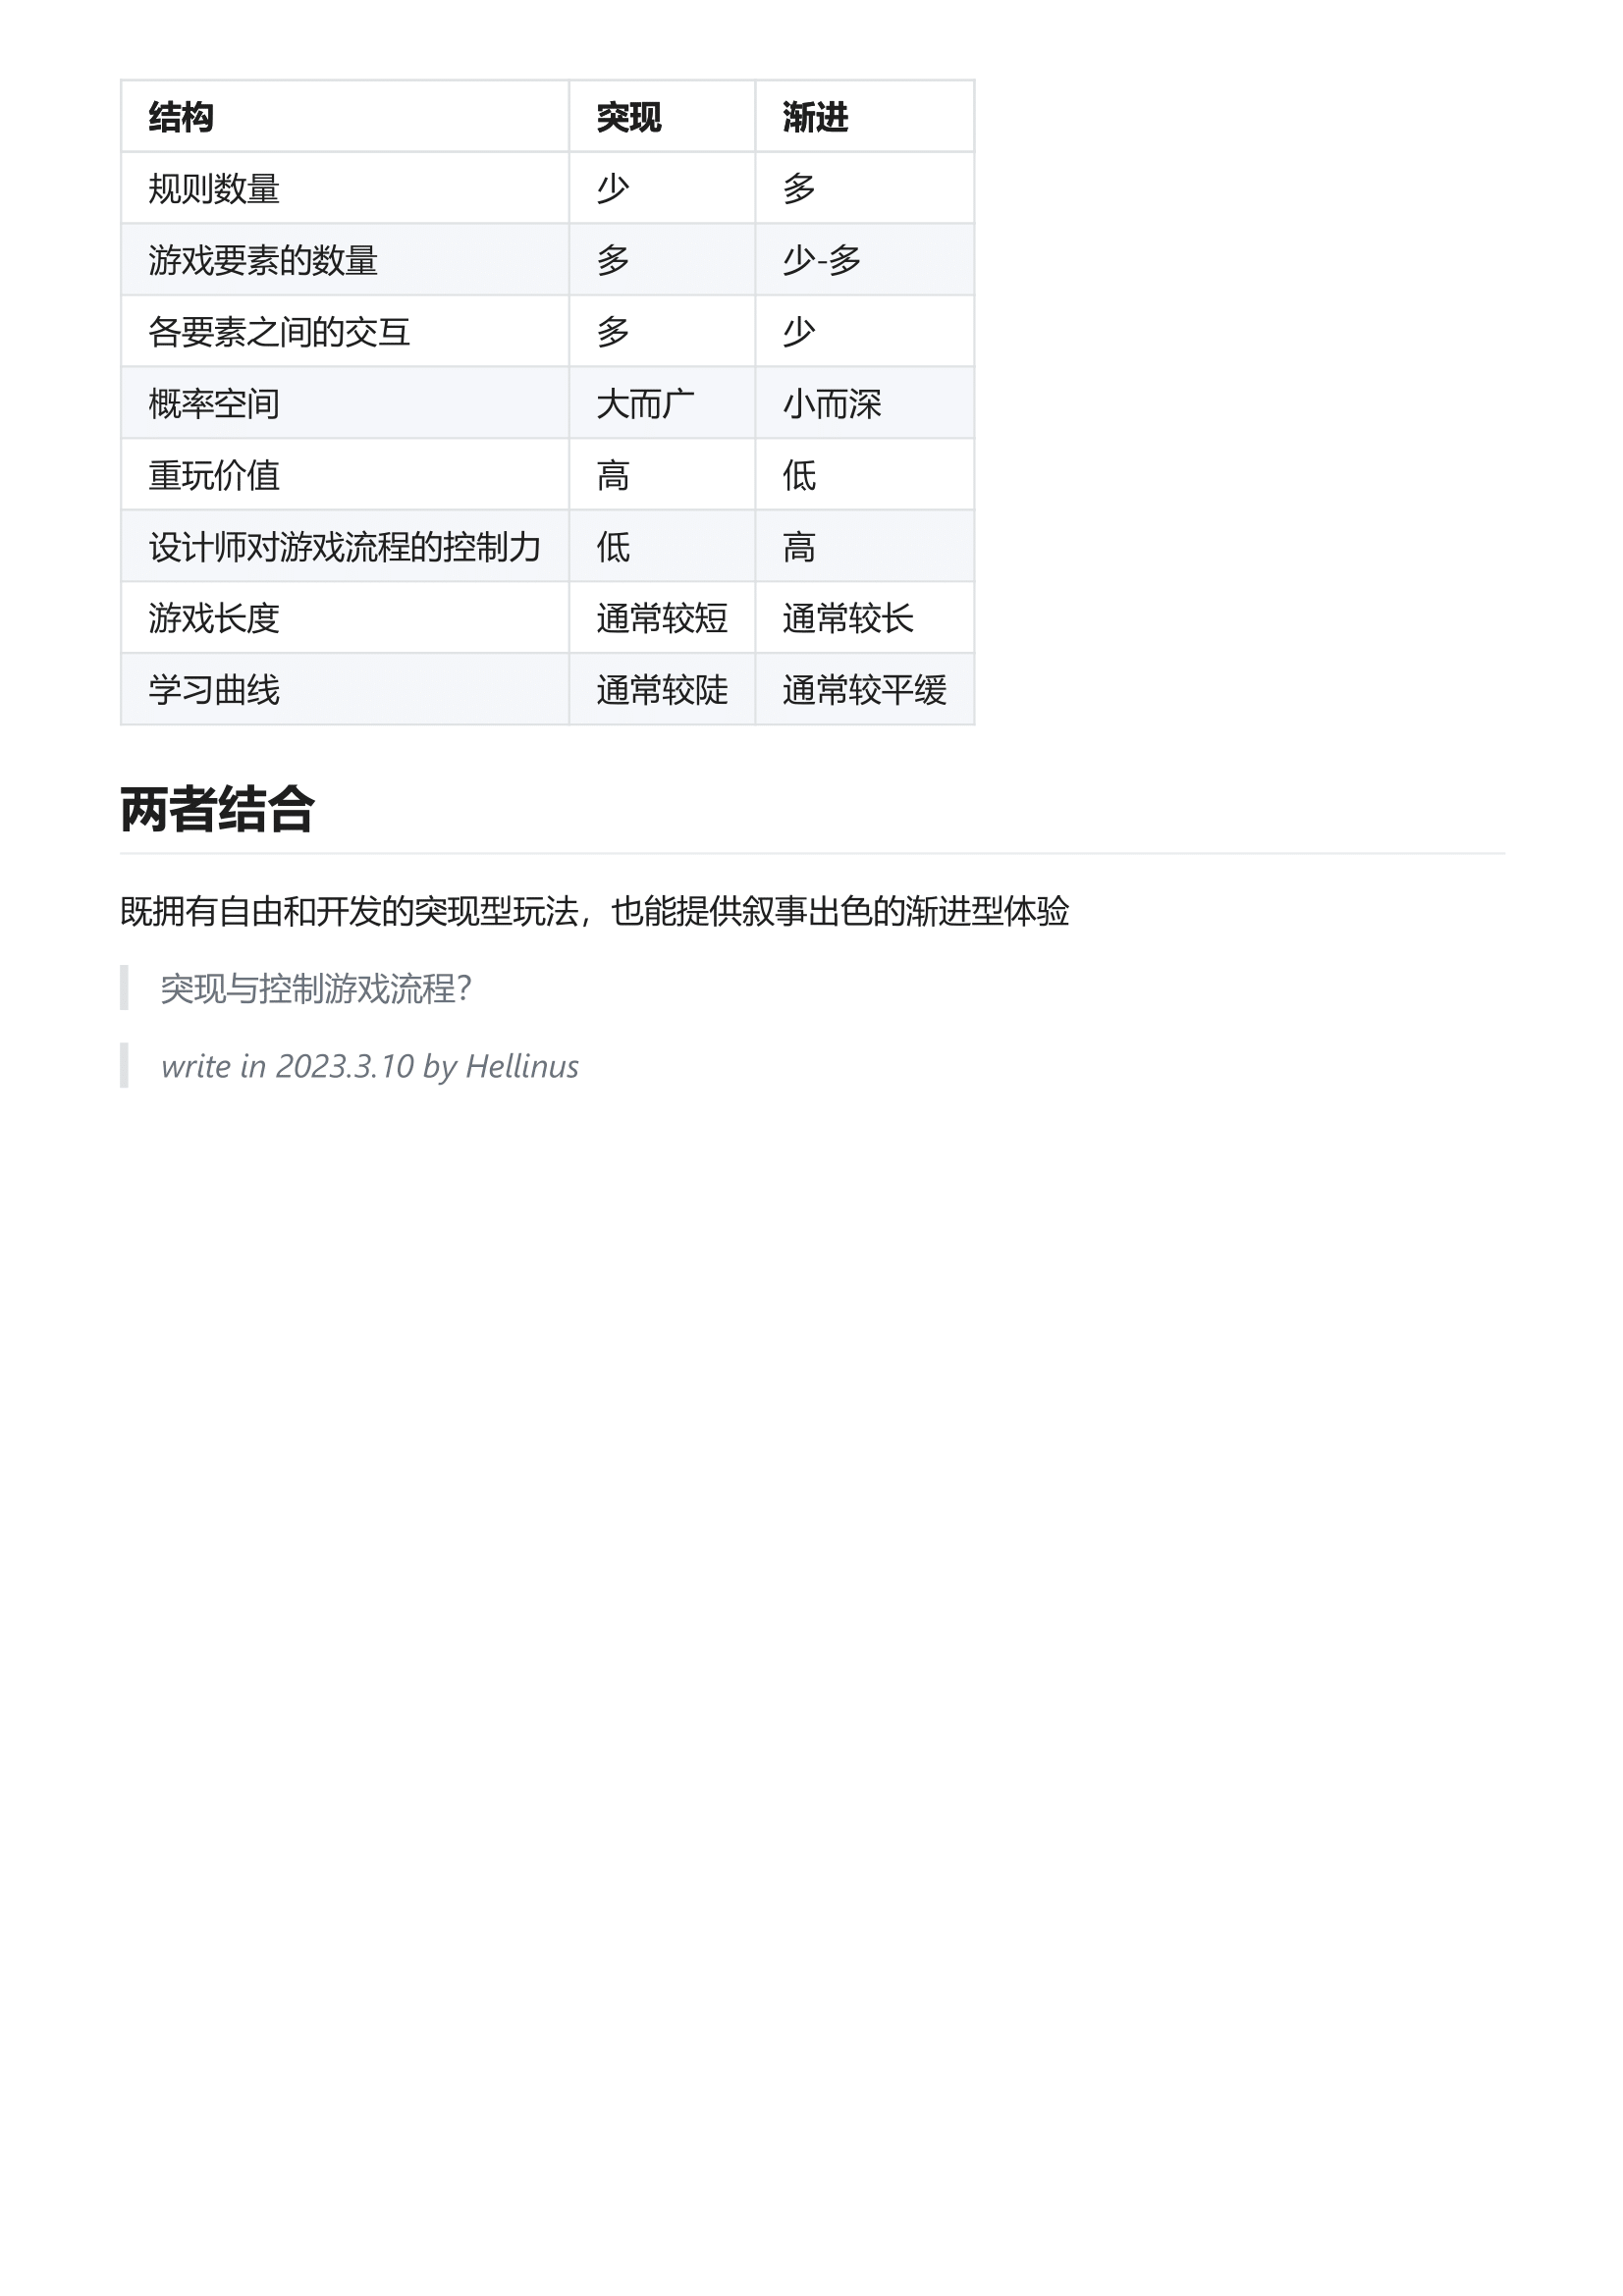 结构 突现 渐进
规则数量 少 多
游戏要素的数量 多 少-多
各要素之间的交互 多 少
概率空间 大而广 小而深
重玩价值 高 低
设计师对游戏流程的控制力 低 高
游戏长度 通常较短 通常较长
学习曲线 通常较陡 通常较平缓
两者结合
既拥有自由和开发的突现型玩法，也能提供叙事出色的渐进型体验
突现与控制游戏流程？
write in 2023.3.10 by Hellinus